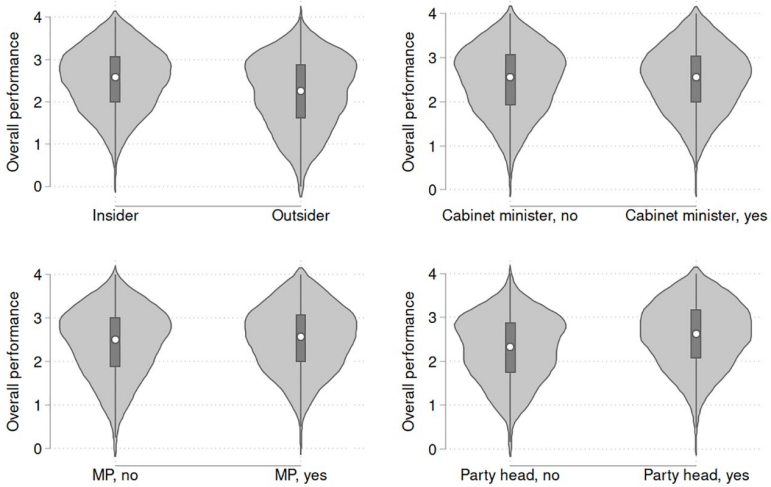 Overall performance
4
3
2
1
0
Insider Outsider
Overall performance
4
3
2
1
0
Cabinet minister, no Cabinet minister, yes
Overall performance
4
3
2
1
0
MP, no MP, yes
Overall performance
4
3
2
1
0
Party head, no Party head, yes